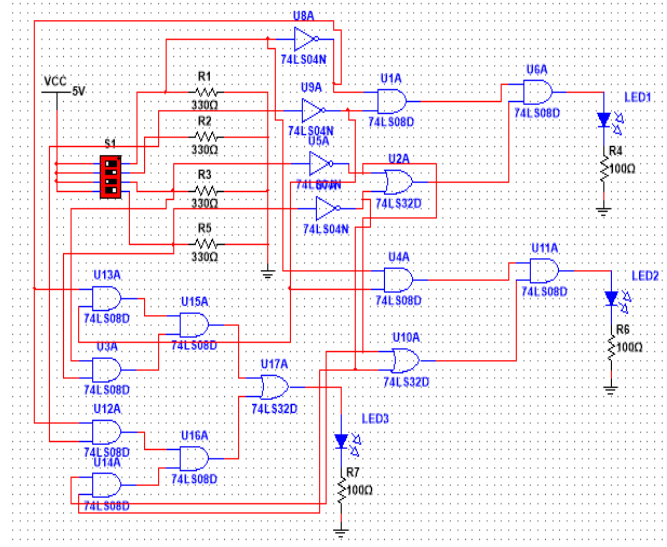 U8A
74LS04N
U6A
74LS08D
VCC
5V
R1
330Ω
U9A
74LS04N
U1A
74LS08D
LED1
R2
330Ω
S1
U5A
74LS04N
U2A
74LS32D
R4
100Ω
R3
330Ω
74LS04N
R5
330Ω
U4A
74LS08D
U11A
74LS08D
LED2
U13A
74LS08D
U15A
74LS08D
U10A
74LS32D
R6
100Ω
U3A
74LS08D
U17A
74LS32D
U12A
74LS08D
U16A
74LS08D
LED3
U14A
74LS08D
R7
100Ω